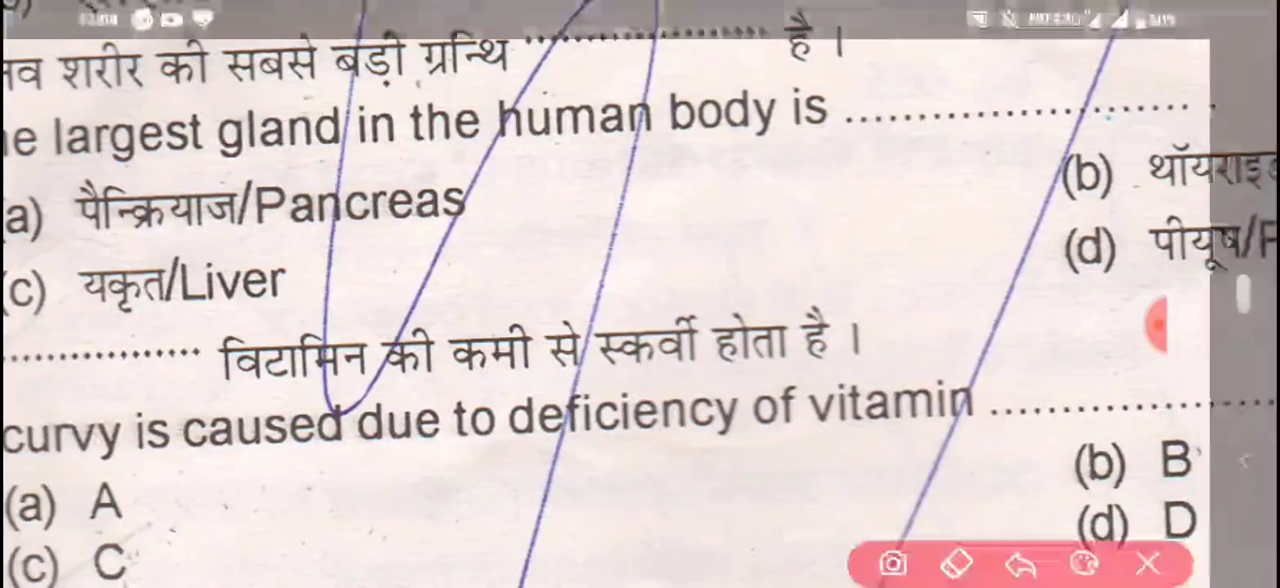 शरीर की सबसे बड़ी ग्रन्थि .......................... है ।
largest gland in the human body is ..........................
(a) पैन्क्रियाज/Pancreas
(b)
(c) यकृत/Liver
(d) पीयूष/
.................... विटामिन की कमी से स्कर्वी होता है ।
curvy is caused due to deficiency of vitamin ....................
(a) A
(b) B
(c) C
(d) D